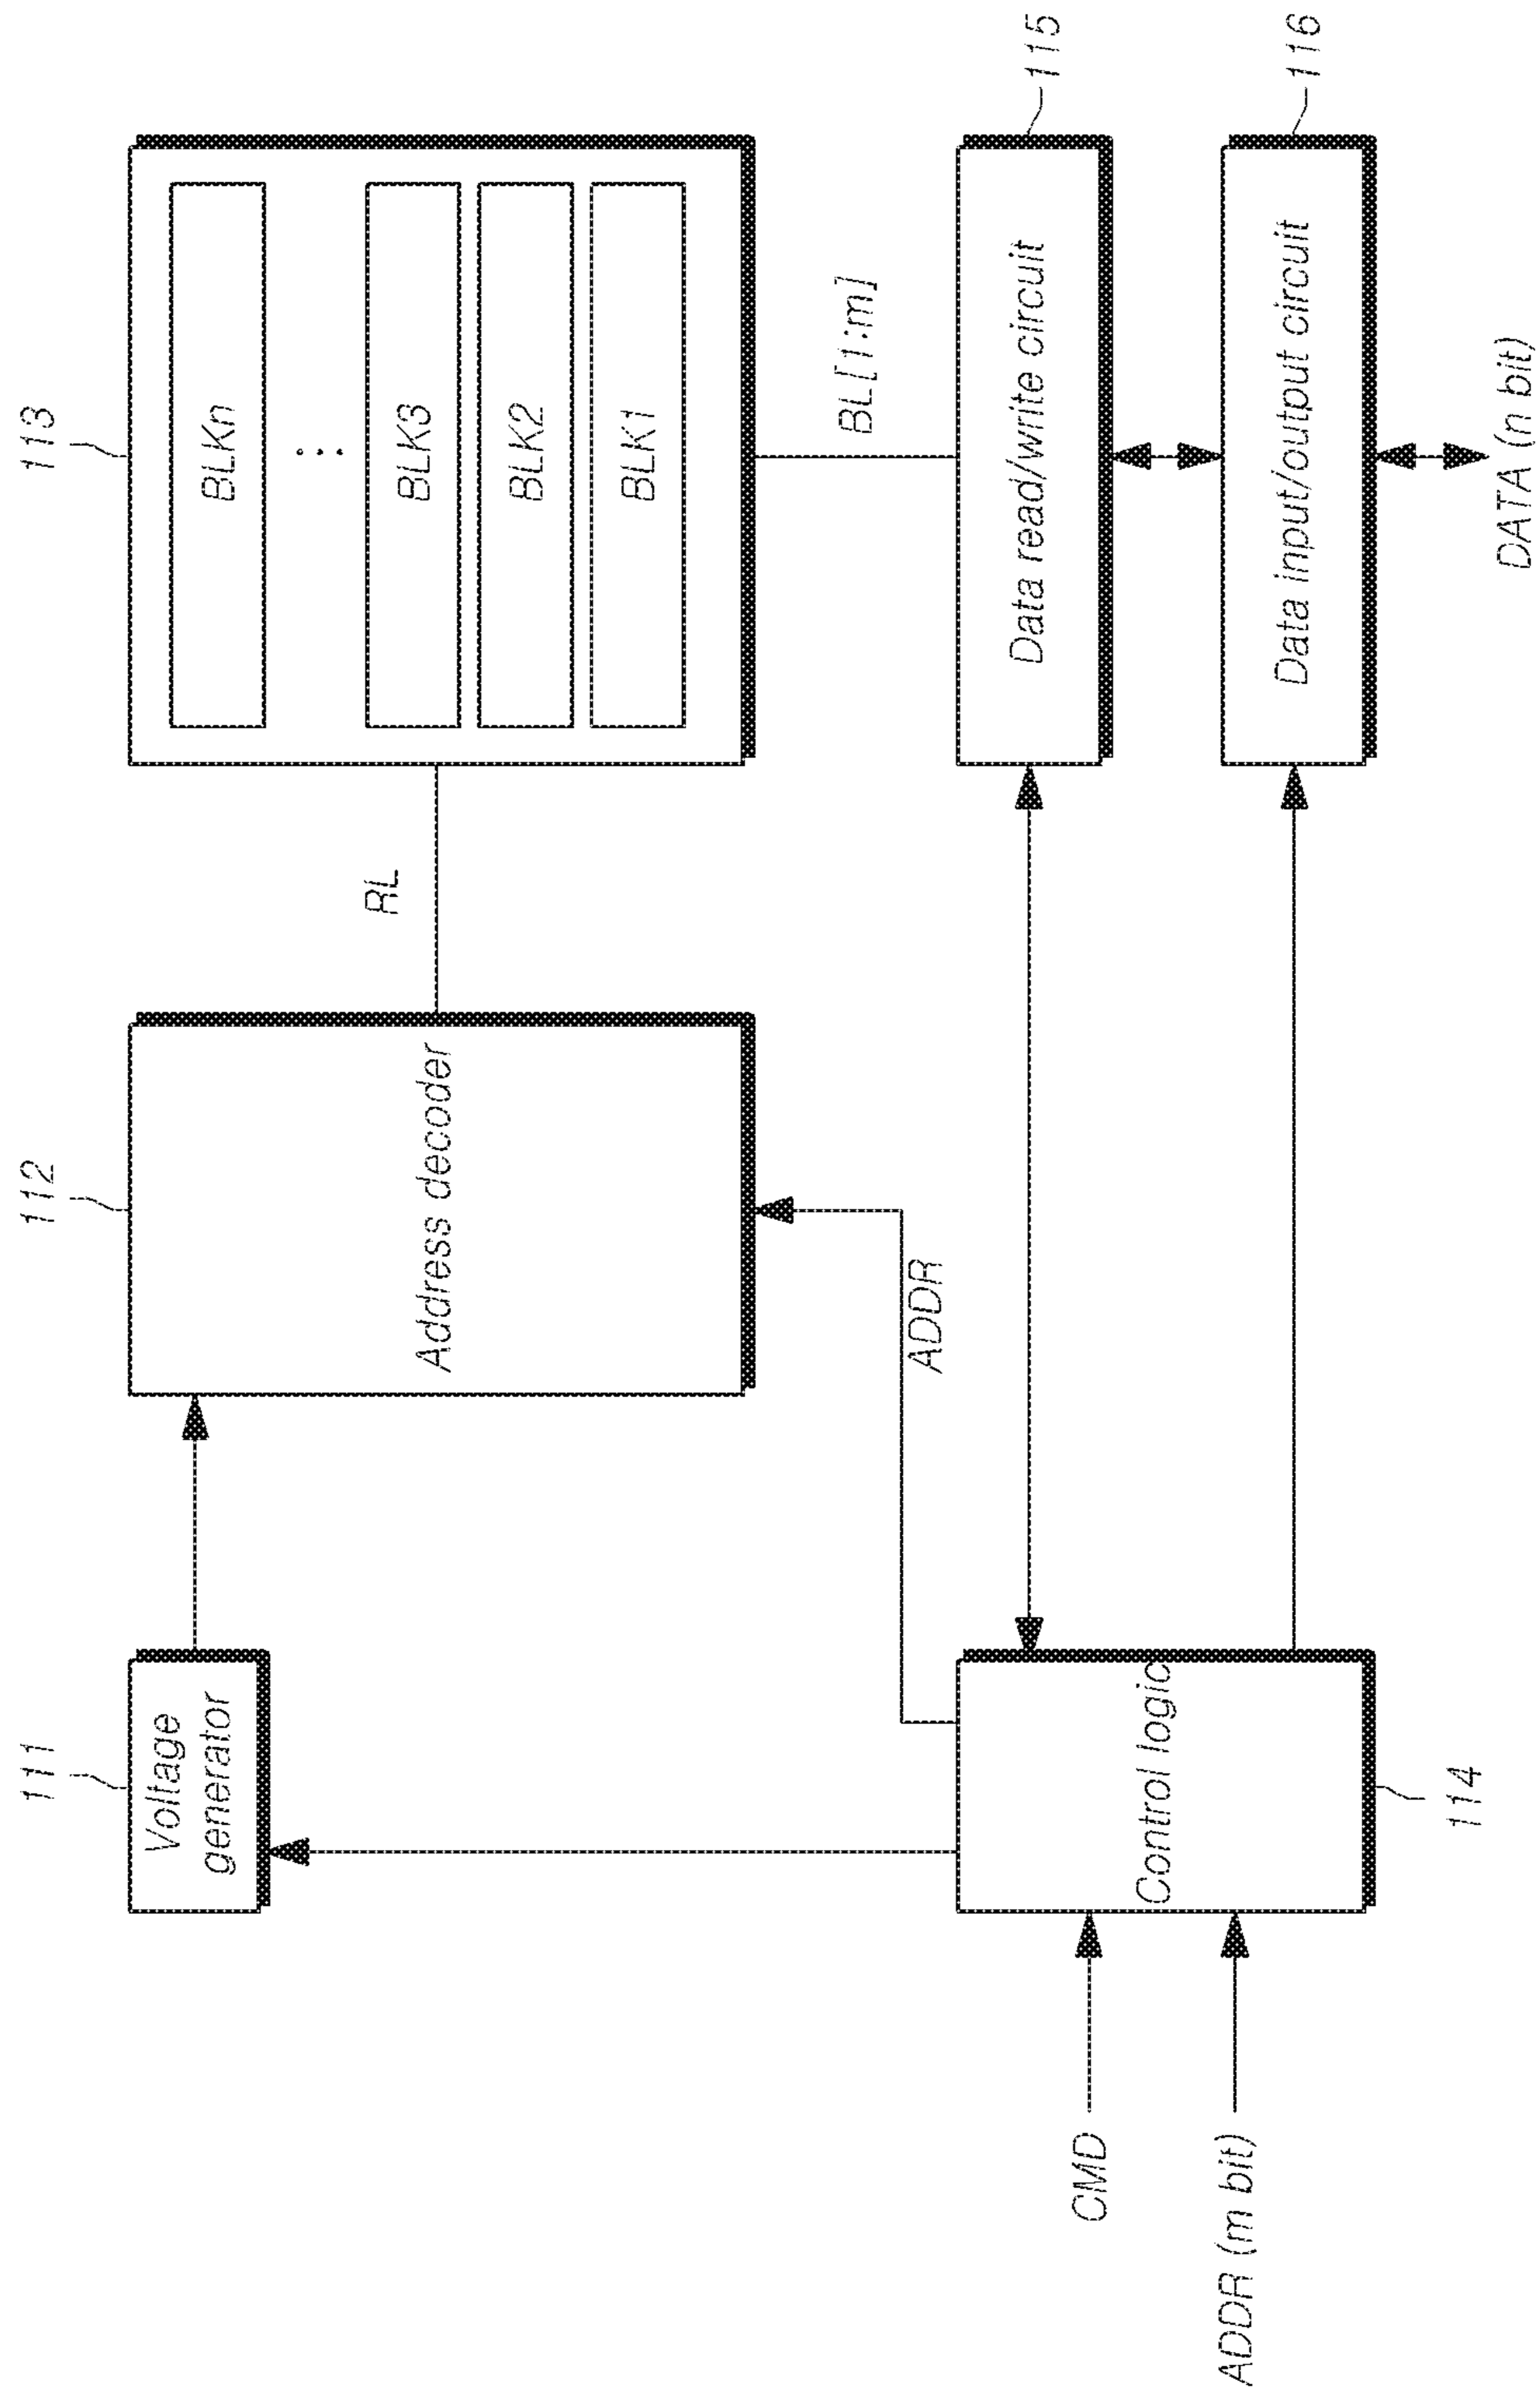 111
112
113
Voltage
generator
Address decoder
RL
BLKn
BLK3
BLK2
BLK1
ADDR
BL[1:m]
CMD
ADDR (m bit)
Control logic
114
Data read/write circuit
115
Data input/output circuit
116
DATA (n bit)